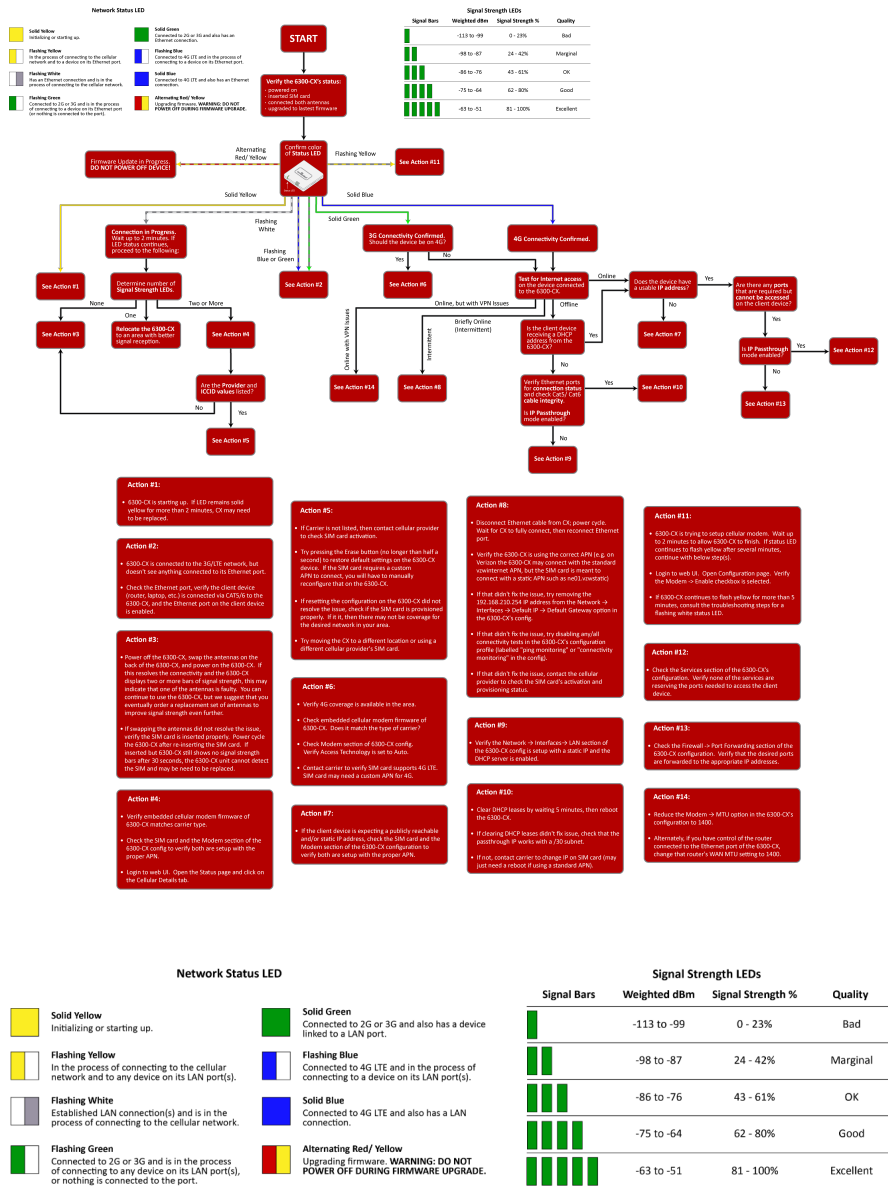 Network Status LED
Solid Yellow
Initializing or starting up.
Flashing Yellow
In the process of connecting to the cellular
network and to a device on its Ethernet port.
Flashing White
Has an Ethernet connection and is in the
process of connecting to the cellular network.
Flashing Green
Connected to 2G or 3G and is in the process
of connecting to a device on its Ethernet port
(or nothing is connected to the port).
Solid Green
Connected to 2G or 3G and also has an
Ethernet connection.
Flashing Blue
Connected to 4G LTE and in the process of
connecting to a device on its Ethernet port.
Solid Blue
Connected to 4G LTE and also has an Ethernet
connection.
Alternating Red/ Yellow
Upgrading firmware. WARNING: DO NOT
POWER OFF DURING FIRMWARE UPGRADE.
START
Verify the 6300-CX's status:
- powered on
- inserted SIM card
- connected both antennas
- upgraded to latest firmware
Signal Strength LEDs
Signal Bars Weighted dBm Signal Strength % Quality
-113 to -99 0 - 23% Bad
-98 to -87 24 - 42% Marginal
-86 to -76 43 - 61% OK
-75 to -64 62 - 80% Good
-63 to -51 81 - 100% Excellent
Firmware Update in Progress.
DO NOT POWER OFF DEVICE!
Alternating
Red/ Yellow
Confirm color
of Status LED
Flashing Yellow
See Action #11
Solid Yellow
Solid Blue
Flashing
White
Solid Green
Flashing
Blue or Green
Connection in Progress.
Wait up to 2 minutes. If
LED status continues,
proceed to the following:
3G Connectivity Confirmed.
Should the device be on 4G?
4G Connectivity Confirmed.
Yes
No
See Action #1
Determine number of
Signal Strength LEDs.
See Action #2
See Action #6
Test for Internet access
on the device connected
to the 6300-CX.
Online
Does the device have
a usable IP address?
Yes
Are there any ports
that are required but
cannot be accessed
on the client device?
None
One
Two or More
Online, but with VPN Issues
Offline
No
Yes
See Action #3
Relocate the 6300-CX
to an area with better
signal reception.
See Action #4
Online with VPN Issues
Briefly Online
(Intermittent)
Intermittent
Is the client device
receiving a DHCP
address from the
6300-CX?
Yes
See Action #7
Is IP Passthrough
mode enabled?
Yes
See Action #12
No
No
Are the Provider and
ICCID values listed?
See Action #14
See Action #8
Verify Ethernet ports
for connection status
and check Cat5/ Cat6
cable integrity.
Is IP Passthrough
mode enabled?
Yes
See Action #10
See Action #13
No
Yes
See Action #5
No
See Action #9
Action #1:
• 6300-CX is starting up. If LED remains solid
yellow for more than 2 minutes, CX may need
to be replaced.
Action #2:
• 6300-CX is connected to the 3G/LTE network, but
doesn't see anything connected to its Ethernet port.
• Check the Ethernet port, verify the client device
(router, laptop, etc.) is connected via CAT5/6 to
the 6300-CX, and the Ethernet port on the client device
is enabled.
Action #3:
• Power off the 6300-CX, swap the antennas on the
back of the 6300-CX, and power on the 6300-CX. If
this resolves the connectivity and the 6300-CX
displays two or more bars of signal strength, this may
indicate that one of the antennas is faulty. You can
continue to use the 6300-CX, but we suggest that you
eventually order a replacement set of antennas to
improve signal strength even further.
• If swapping the antennas did not resolve the issue,
verify the SIM card is inserted properly. Power cycle
the 6300-CX after re-inserting the SIM card. If
inserted but 6300-CX still shows no signal strength
bars after 30 seconds, the 6300-CX unit cannot detect
the SIM and may be need to be replaced.
Action #4:
• Verify embedded cellular modem firmware of
6300-CX matches carrier type.
• Check the SIM card and the Modem section of the
6300-CX config to verify both are setup with the
proper APN.
• Login to web UI. Open the Status page and click on
the Cellular Details tab.
Action #5:
• If Carrier is not listed, then contact cellular provider
to check SIM card activation.
• Try pressing the Erase button (no longer than half a
second) to restore default settings on the 6300-CX
device. If the SIM card requires a custom
APN to connect, you will have to manually
reconfigure that on the 6300-CX.
• If resetting the configuration on the 6300-CX did not
resolve the issue, check if the SIM card is provisioned
properly. If it it, then there may not be coverage for
the desired network in your area.
• Try moving the CX to a different location or using a
different cellular provider's SIM card.
Action #6:
• Verify 4G coverage is available in the area.
• Check embedded cellular modem firmware of
6300-CX. Does it match the type of carrier?
• Check Modem section of 6300-CX config.
Verify Access Technology is set to Auto.
• Contact carrier to verify SIM card supports 4G LTE.
SIM card may need a custom APN for 4G.
Action #7:
• If the client device is expecting a publicly reachable
and/or static IP address, check the SIM card and the
Modem section of the 6300-CX configuration to
verify both are setup with the proper APN.
Action #8:
• Disconnect Ethernet cable from CX; power cycle.
Wait for CX to fully connect, then reconnect Ethernet
port.
• Verify the 6300-CX is using the correct APN (e.g. on
Verizon the 6300-CX may connect with the standard
vzwinternet APN, but the SIM card is meant to
connect with a static APN such as ne01.vwzstatic)
• If that didn't fix the issue, try removing the
192.168.210.254 IP address from the Network →
Interfaces → Default IP → Default Gateway option in
the 6300-CX's config.
• If that didn't fix the issue, try disabling any/all
connectivity tests in the 6300-CX's configuration
profile (labelled "ping monitoring" or "connectivity
monitoring" in the config).
• If that didn't fix the issue, contact the cellular
provider to check the SIM card's activation and
provisioning status.
Action #9:
• Verify the Network → Interfaces→ LAN section of
the 6300-CX config is setup with a static IP and the
DHCP server is enabled.
Action #10:
• Clear DHCP leases by waiting 5 minutes, then reboot
the 6300-CX.
• If clearing DHCP leases didn't fix issue, check that the
passthrough IP works with a /30 subnet.
• If not, contact carrier to change IP on SIM card (may
just need a reboot if using a standard APN).
Action #11:
• 6300-CX is trying to setup cellular modem. Wait up
to 2 minutes to allow 6300-CX to finish. If status LED
continues to flash yellow after several minutes,
continue with below step(s).
• Login to web UI. Open Configuration page. Verify
the Modem -> Enable checkbox is selected.
• If 6300-CX continues to flash yellow for more than 5
minutes, consult the troubleshooting steps for a
flashing white status LED.
Action #12:
• Check the Services section of the 6300-CX's
configuration. Verify none of the services are
reserving the ports needed to access the client
device.
Action #13:
• Check the Firewall -> Port Forwarding section of the
6300-CX configuration. Verify that the desired ports
are forwarded to the appropriate IP addresses.
Action #14:
• Reduce the Modem → MTU option in the 6300-CX's
configuration to 1400.
• Alternately, if you have control of the router
connected to the Ethernet port of the 6300-CX,
change that router's WAN MTU setting to 1400.
Network Status LED
Solid Yellow
Initializing or starting up.
Flashing Yellow
In the process of connecting to the cellular
network and to any device on its LAN port(s).
Flashing White
Established LAN connection(s) and is in the
process of connecting to the cellular network.
Flashing Green
Connected to 2G or 3G and is in the process
of connecting to any device on its LAN port(s),
or nothing is connected to the port.
Solid Green
Connected to 2G or 3G and also has a device
linked to a LAN port.
Flashing Blue
Connected to 4G LTE and in the process of
connecting to a device on its LAN port(s).
Solid Blue
Connected to 4G LTE and also has a LAN
connection.
Alternating Red/ Yellow
Upgrading firmware. WARNING: DO NOT
POWER OFF DURING FIRMWARE UPGRADE.
Signal Strength LEDs
Signal Bars Weighted dBm Signal Strength % Quality
-113 to -99 0 - 23% Bad
-98 to -87 24 - 42% Marginal
-86 to -76 43 - 61% OK
-75 to -64 62 - 80% Good
-63 to -51 81 - 100% Excellent